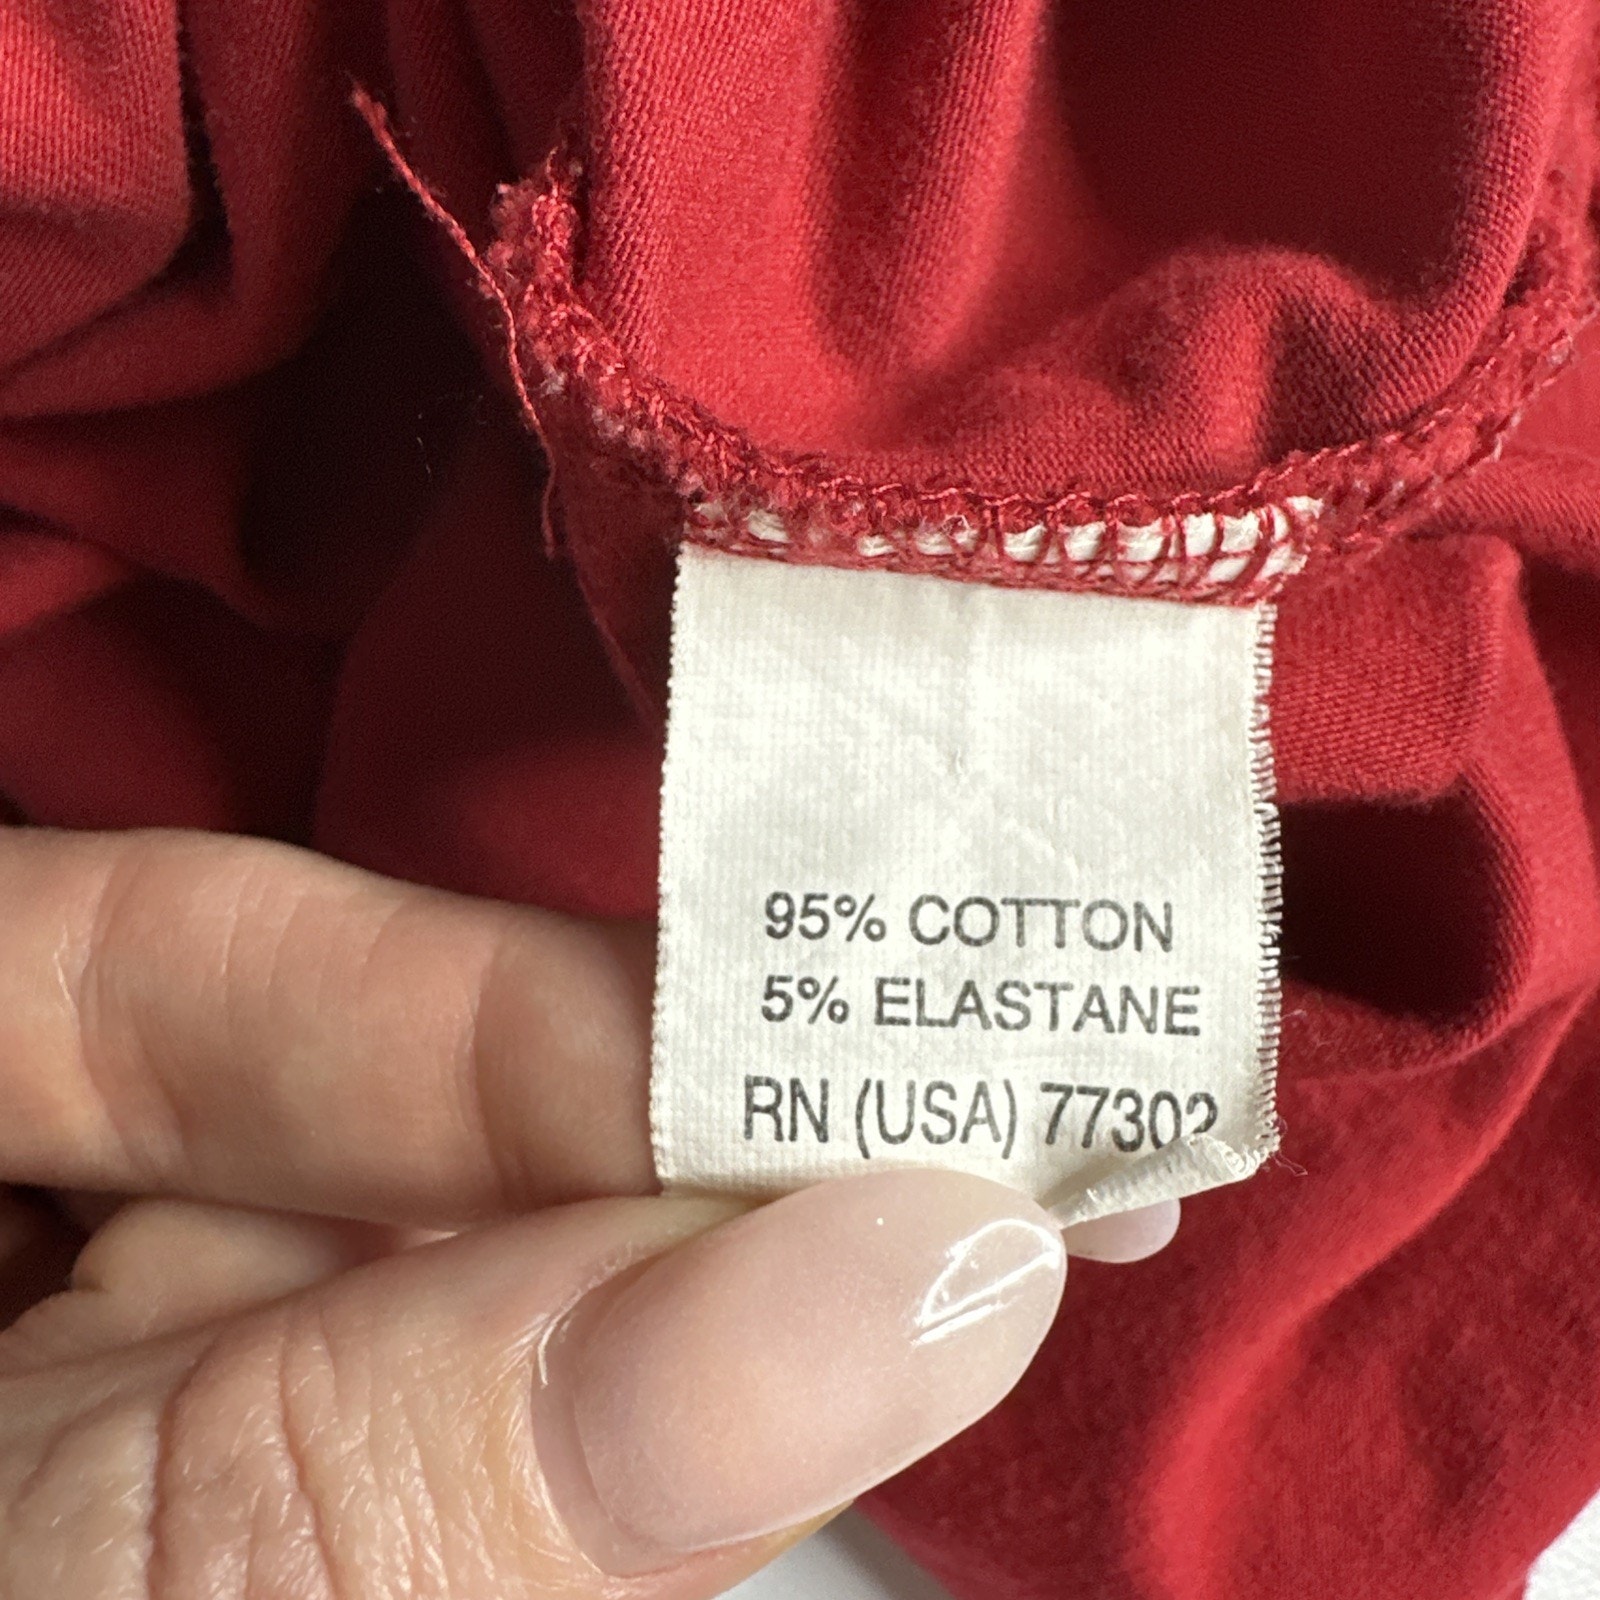 95% COTTON
5% ELASTANE
RN (USA) 77302